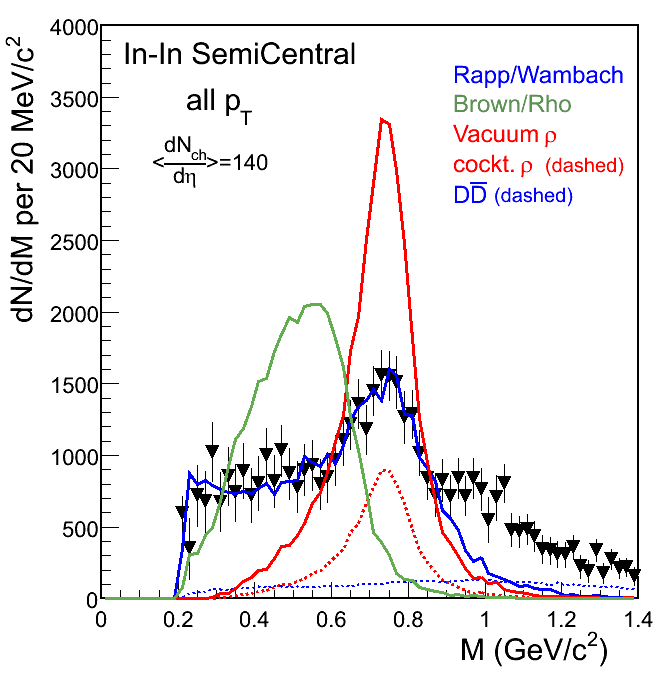 4000
3500
3000
2500
2000
1500
1000
500
0
dN/dM per 20 MeV/c²
In-In SemiCentral
all p_T
<dN_ch/dη>=140
Rapp/Wambach
Brown/Rho
Vacuum ρ
cockt. ρ (dashed)
DD̅ (dashed)
0 0.2 0.4 0.6 0.8 1 1.2 1.4
M (GeV/c²)